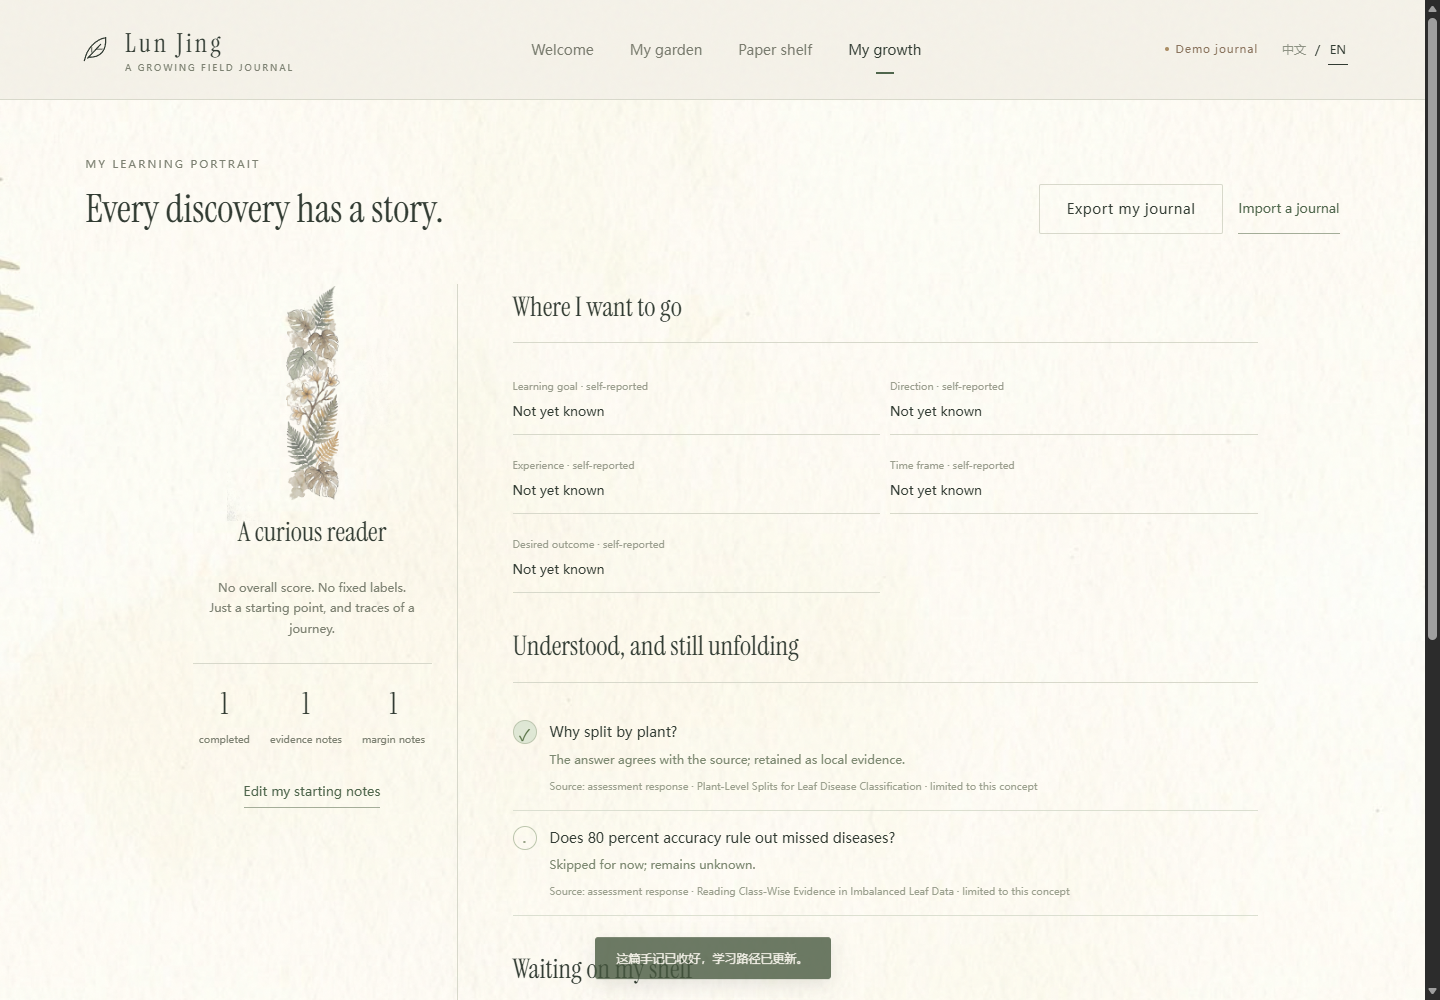 Lun Jing
A GROWING FIELD JOURNAL
Welcome
My garden
Paper shelf
My growth
• Demo journal
中文 / EN
MY LEARNING PORTRAIT
Every discovery has a story.
Export my journal
Import a journal
A curious reader
No overall score. No fixed labels.
Just a starting point, and traces of a
journey.
1
completed
1
evidence notes
1
margin notes
Edit my starting notes
Where I want to go
Learning goal · self-reported
Not yet known
Direction · self-reported
Not yet known
Experience · self-reported
Not yet known
Time frame · self-reported
Not yet known
Desired outcome · self-reported
Not yet known
Understood, and still unfolding
Why split by plant?
The answer agrees with the source; retained as local evidence.
Source: assessment response · Plant-Level Splits for Leaf Disease Classification · limited to this concept
Does 80 percent accuracy rule out missed diseases?
Skipped for now; remains unknown.
Source: assessment response · Reading Class-Wise Evidence in Imbalanced Leaf Data · limited to this concept
Waiting on my shelf
这篇手记已收好，学习路径已更新。